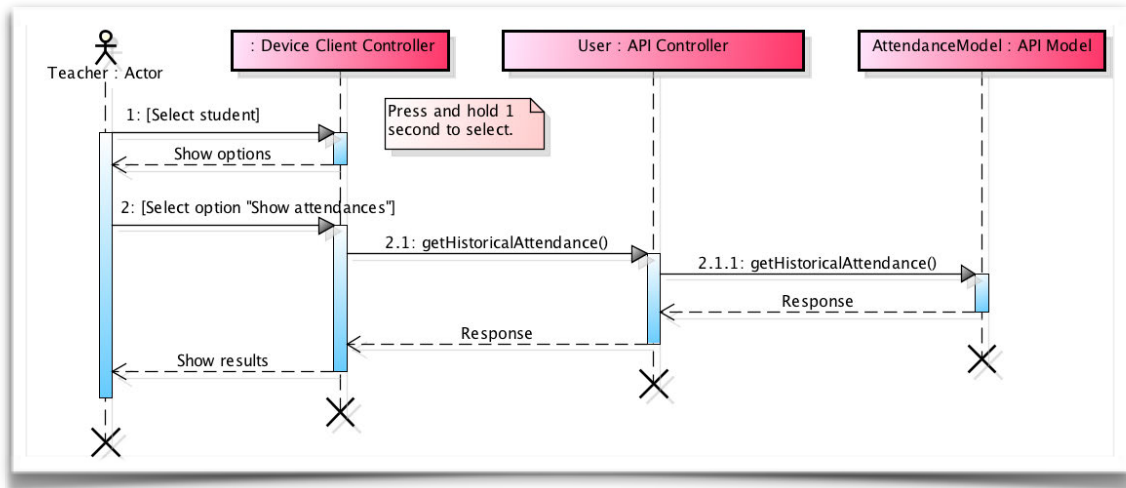 Teacher : Actor
: Device Client Controller
User : API Controller
AttendanceModel : API Model
Press and hold 1
second to select.
1: [Select student]
Show options
2: [Select option "Show attendances"]
2.1: getHistoricalAttendance()
2.1.1: getHistoricalAttendance()
Response
Response
Show results